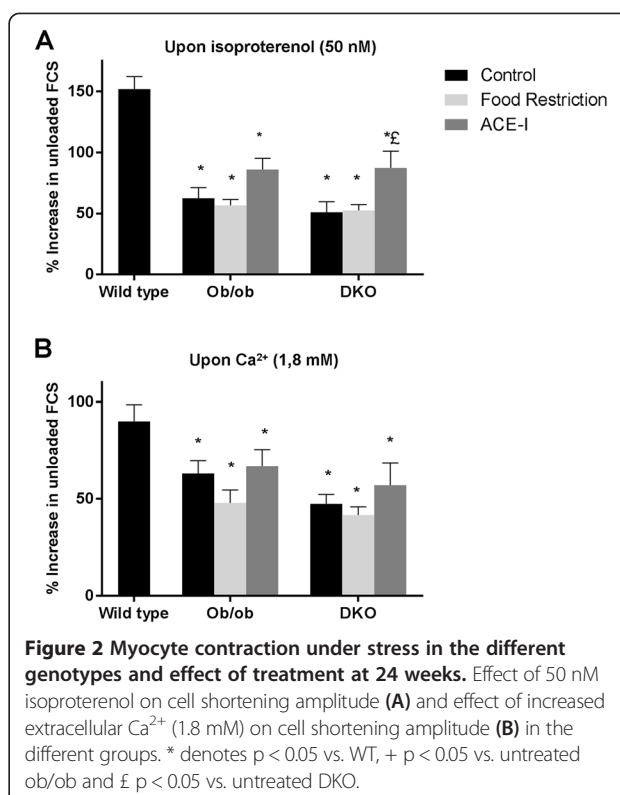 A
Upon isoproterenol (50 nM)
% Increase in unloaded FCS
150
100
50
0
* * *
* * *£
Wild type Ob/ob DKO
Control
Food Restriction
ACE-I
B
Upon Ca²⁺ (1,8 mM)
% Increase in unloaded FCS
100
50
0
* * *
* * *
Wild type Ob/ob DKO
Figure 2 Myocyte contraction under stress in the different
genotypes and effect of treatment at 24 weeks. Effect of 50 nM
isoproterenol on cell shortening amplitude (A) and effect of increased
extracellular Ca²⁺ (1.8 mM) on cell shortening amplitude (B) in the
different groups. * denotes p < 0.05 vs. WT, + p < 0.05 vs. untreated
ob/ob and £ p < 0.05 vs. untreated DKO.